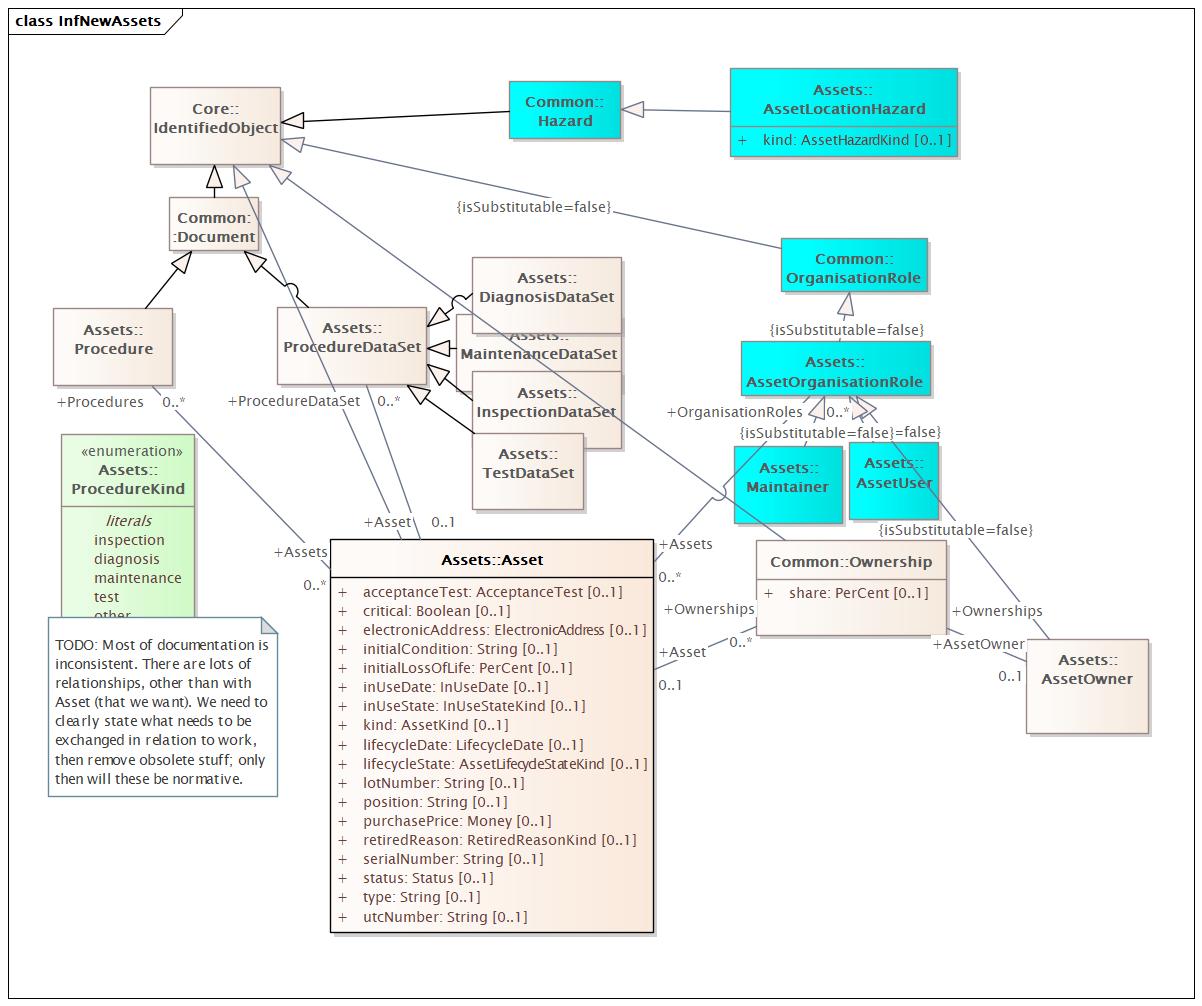 class InfNewAssets
Core::
IdentifiedObject
Common::
Hazard
Assets::
AssetLocationHazard
+ kind: AssetHazardKind [0..1]
{isSubstitutable=false}
Common:
:Document
Common::
OrganisationRole
Assets::
DiagnosisDataSet
Assets::
Procedure
Assets::
ProcedureDataSet
Assets::
MaintenanceDataSet
{isSubstitutable=false}
Assets::
AssetOrganisationRole
Assets::
InspectionDataSet
+Procedures 0..*
+ProcedureDataSet 0..*
+OrganisationRoles 0..*
{isSubstitutable=false}
=false}
«enumeration»
Assets::
ProcedureKind
literals
inspection
diagnosis
maintenance
test
other
Assets::
TestDataSet
Assets::
Maintainer
Assets::
AssetUser
{isSubstitutable=false}
+Asset 0..1
+Assets
0..*
+Assets
0..*
Assets::Asset
+ acceptanceTest: AcceptanceTest [0..1]
+ critical: Boolean [0..1]
+ electronicAddress: ElectronicAddress [0..1]
+ initialCondition: String [0..1]
+ initialLossOfLife: PerCent [0..1]
+ inUseDate: InUseDate [0..1]
+ inUseState: InUseStateKind [0..1]
+ kind: AssetKind [0..1]
+ lifecycleDate: LifecycleDate [0..1]
+ lifecycleState: AssetLifecycleStateKind [0..1]
+ lotNumber: String [0..1]
+ position: String [0..1]
+ purchasePrice: Money [0..1]
+ retiredReason: RetiredReasonKind [0..1]
+ serialNumber: String [0..1]
+ status: Status [0..1]
+ type: String [0..1]
+ utcNumber: String [0..1]
Common::Ownership
+ share: PerCent [0..1]
+Ownerships
0..*
+Asset
0..1
+Ownerships
+AssetOwner
0..1
Assets::
AssetOwner
TODO: Most of documentation is
inconsistent. There are lots of
relationships, other than with
Asset (that we want). We need to
clearly state what needs to be
exchanged in relation to work,
then remove obsolete stuff; only
then will these be normative.